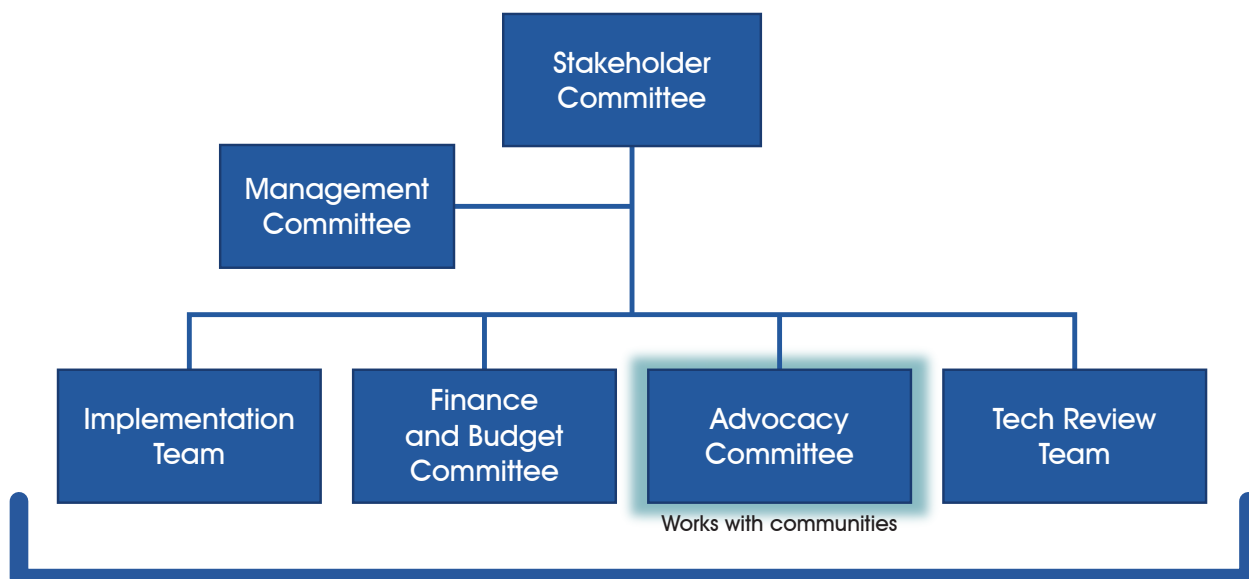 Stakeholder
Committee
Management
Committee
Implementation
Team
Finance
and Budget
Committee
Advocacy
Committee
Tech Review
Team
Works with communities